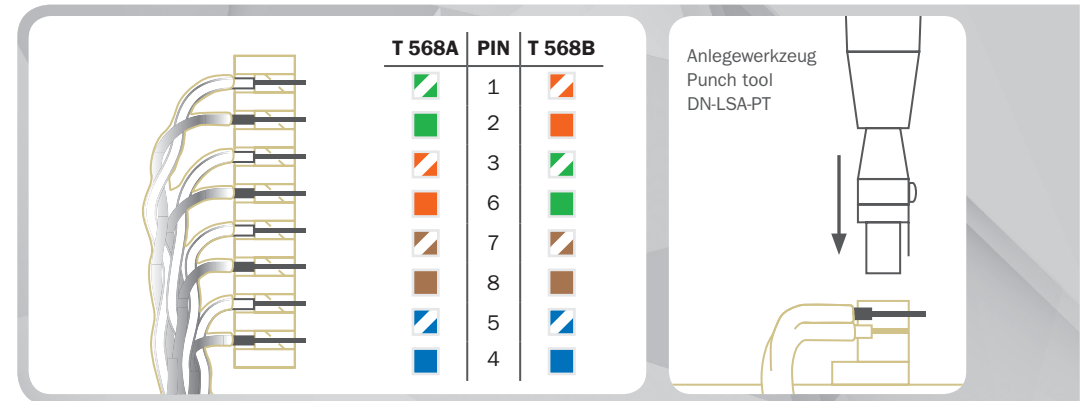 T 568A PIN T 568B
1
2
3
6
7
8
5
4
Anlegewerkzeug
Punch tool
DN-LSA-PT